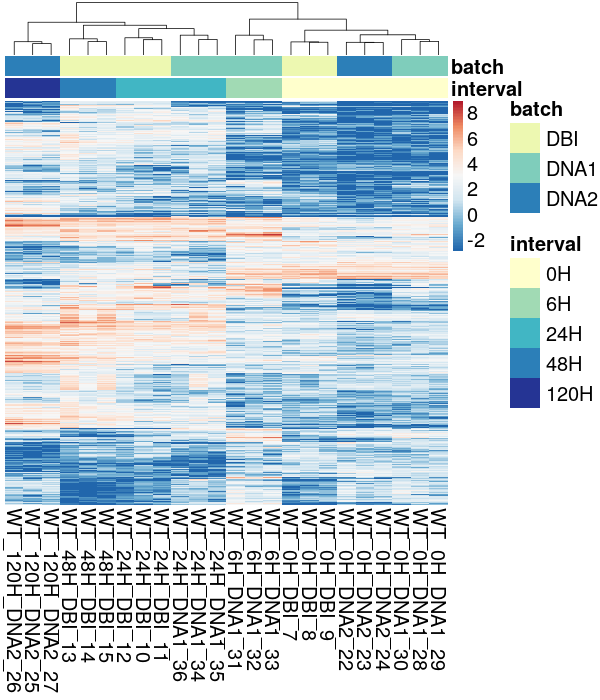 batch
interval
8
6
4
2
0
-2
batch
DBI
DNA1
DNA2
interval
0H
6H
24H
48H
120H
WT_120H_DNA2_26
WT_120H_DNA2_25
WT_120H_DNA2_27
WT_48H_DBI_13
WT_48H_DBI_14
WT_48H_DBI_15
WT_24H_DBI_12
WT_24H_DBI_10
WT_24H_DBI_11
WT_24H_DNA1_36
WT_24H_DNA1_34
WT_24H_DNA1_35
WT_6H_DNA1_31
WT_6H_DNA1_32
WT_6H_DNA1_33
WT_0H_DBI_7
WT_0H_DBI_8
WT_0H_DBI_9
WT_0H_DNA2_22
WT_0H_DNA2_23
WT_0H_DNA2_24
WT_0H_DNA1_30
WT_0H_DNA1_28
WT_0H_DNA1_29